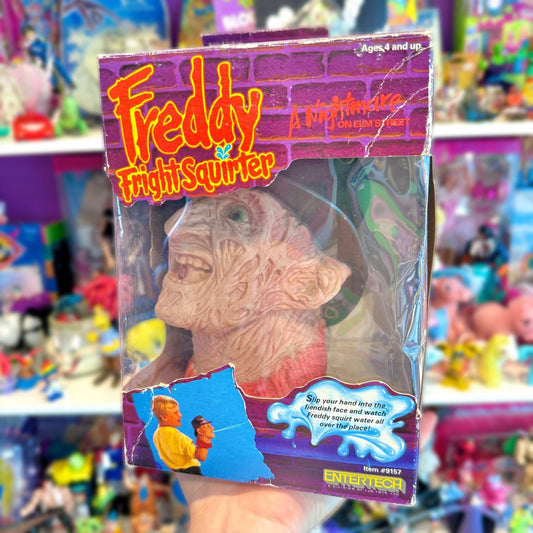 Ages 4 and up
Freddy
Fright Squirter
A Nightmare
ON ELM STREET
Slip your hand into the
fiendish face and watch
Freddy squirt water all
over the place!
Item #9157
ENTERTECH